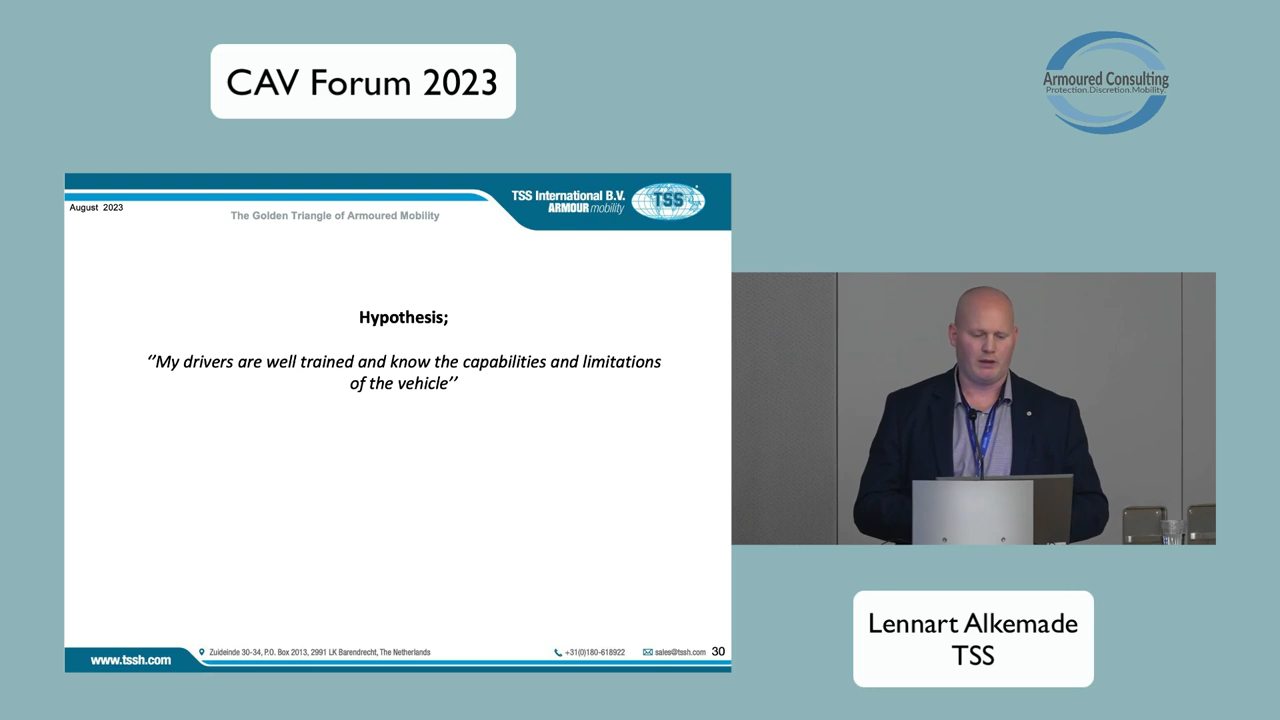 CAV Forum 2023
Armoured Consulting
Protection.Discretion.Mobility.
TSS International B.V.
ARMOUR mobility
TSS
August 2023
The Golden Triangle of Armoured Mobility
Hypothesis;
‘’My drivers are well trained and know the capabilities and limitations
of the vehicle’’
www.tssh.com
Zuideinde 30-34, P.O. Box 2013, 2991 LK Barendrecht, The Netherlands
+31(0)180-618922
sales@tssh.com
30
Lennart Alkemade
TSS